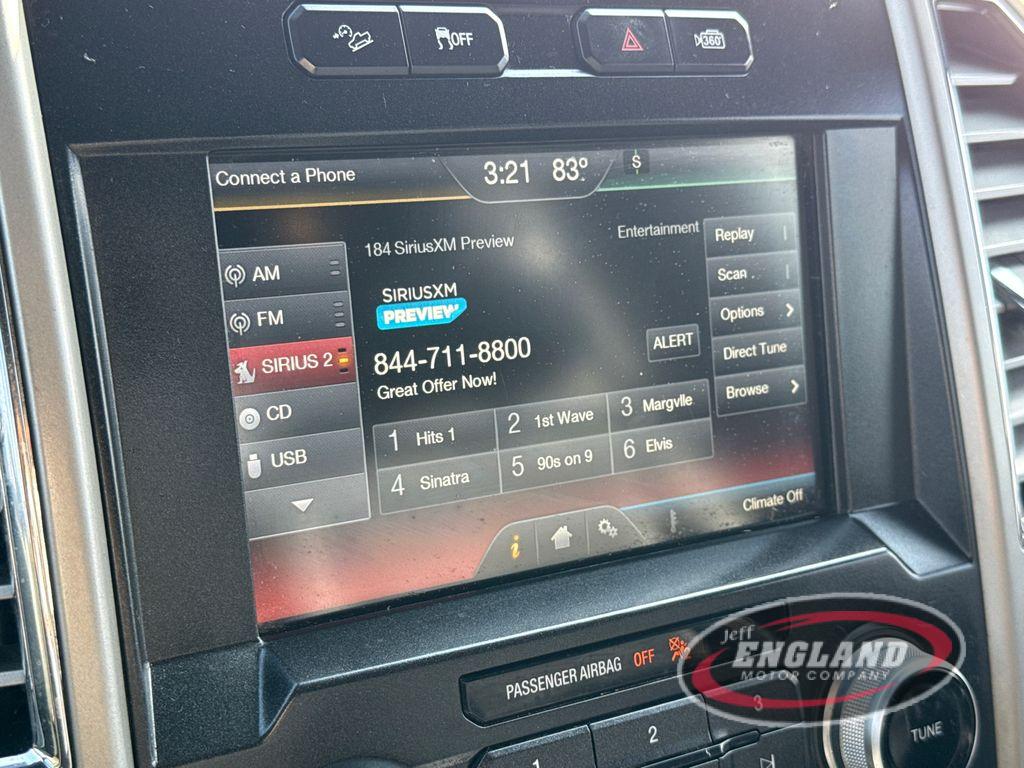 OFF
360°
Connect a Phone
3:21 83°
S
184 SiriusXM Preview
Entertainment
AM
FM
SIRIUS 2
CD
USB
SIRIUSXM
PREVIEW
844-711-8800
Great Offer Now!
ALERT
Replay
Scan
Options
Direct Tune
Browse
1 Hits 1
2 1st Wave
3 Margvlle
4 Sinatra
5 90s on 9
6 Elvis
i
Climate Off
PASSENGER AIRBAG OFF
1
2
3
TUNE
Jeff
ENGLAND
MOTOR COMPANY